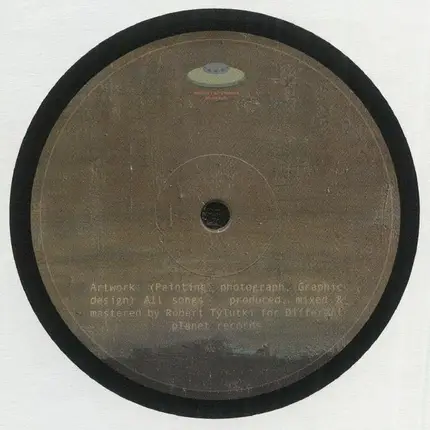 Artwork (Painting, photograph, Graphic
design) All songs produced, mixed &
mastered by Robert Tylutki for Different
planet records